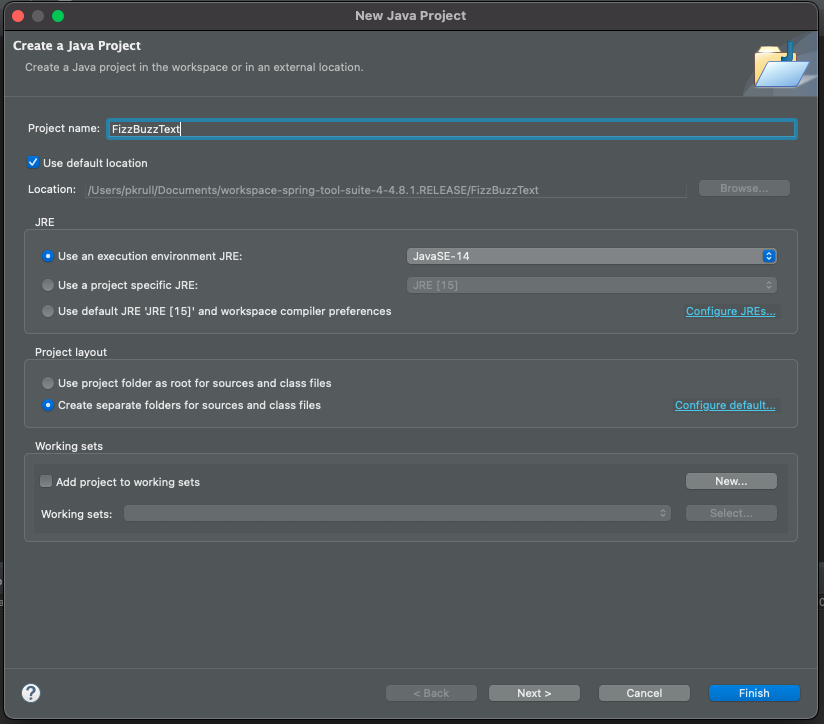 New Java Project
Create a Java Project
Create a Java project in the workspace or in an external location.
Project name: FizzBuzzText
Use default location
Location: /Users/pkrull/Documents/workspace-spring-tool-suite-4-4.8.1.RELEASE/FizzBuzzText Browse...
JRE
Use an execution environment JRE: JavaSE-14
Use a project specific JRE: JRE [15]
Use default JRE 'JRE [15]' and workspace compiler preferences Configure JREs...
Project layout
Use project folder as root for sources and class files
Create separate folders for sources and class files Configure default...
Working sets
Add project to working sets New...
Working sets: Select...
? < Back Next > Cancel Finish